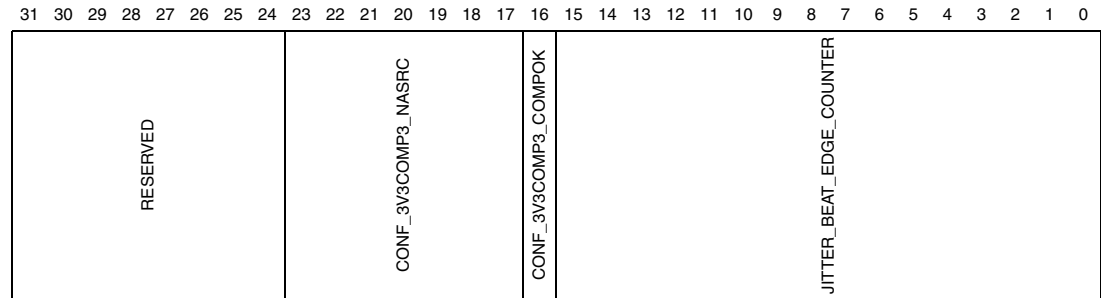 31 30 29 28 27 26 25 24 23 22 21 20 19 18 17 16 15 14 13 12 11 10 9 8 7 6 5 4 3 2 1 0
RESERVED
CONF_3V3COMP3_NASRC
CONF_3V3COMP3_COMPOK
JITTER_BEAT_EDGE_COUNTER